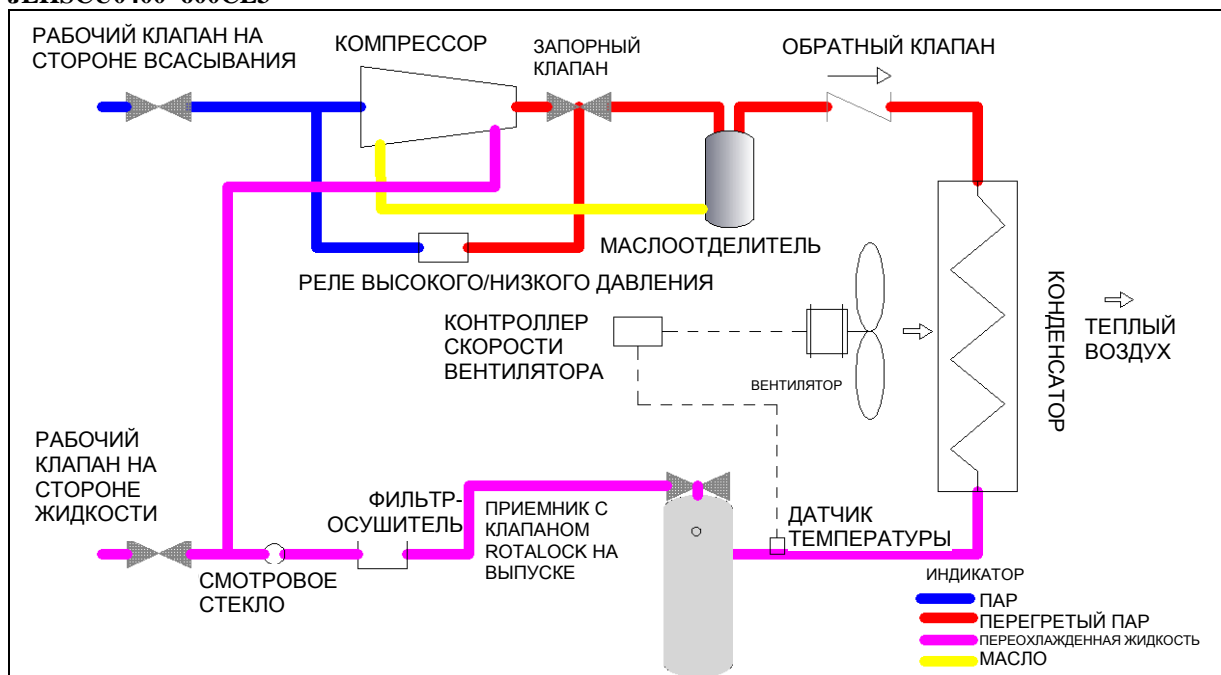 РАБОЧИЙ КЛАПАН НА
СТОРОНЕ ВСАСЫВАНИЯ
КОМПРЕССОР
ЗАПОРНЫЙ
КЛАПАН
ОБРАТНЫЙ КЛАПАН
МАСЛООТДЕЛИТЕЛЬ
РЕЛЕ ВЫСОКОГО/НИЗКОГО ДАВЛЕНИЯ
КОНТРОЛЛЕР
СКОРОСТИ
ВЕНТИЛЯТОРА
ВЕНТИЛЯТОР
КОНДЕНСАТОР
ТЕПЛЫЙ
ВОЗДУХ
РАБОЧИЙ
КЛАПАН НА
СТОРОНЕ
ЖИДКОСТИ
СМОТРОВОЕ
СТЕКЛО
ФИЛЬТР-
ОСУШИТЕЛЬ
ПРИЕМНИК С
КЛАПАНОМ
ROTALOCK НА
ВЫПУСКЕ
ДАТЧИК
ТЕМПЕРАТУРЫ
ИНДИКАТОР
ПАР
ПЕРЕГРЕТЫЙ ПАР
ПЕРЕОХЛАЖДЕННАЯ ЖИДКОСТЬ
МАСЛО